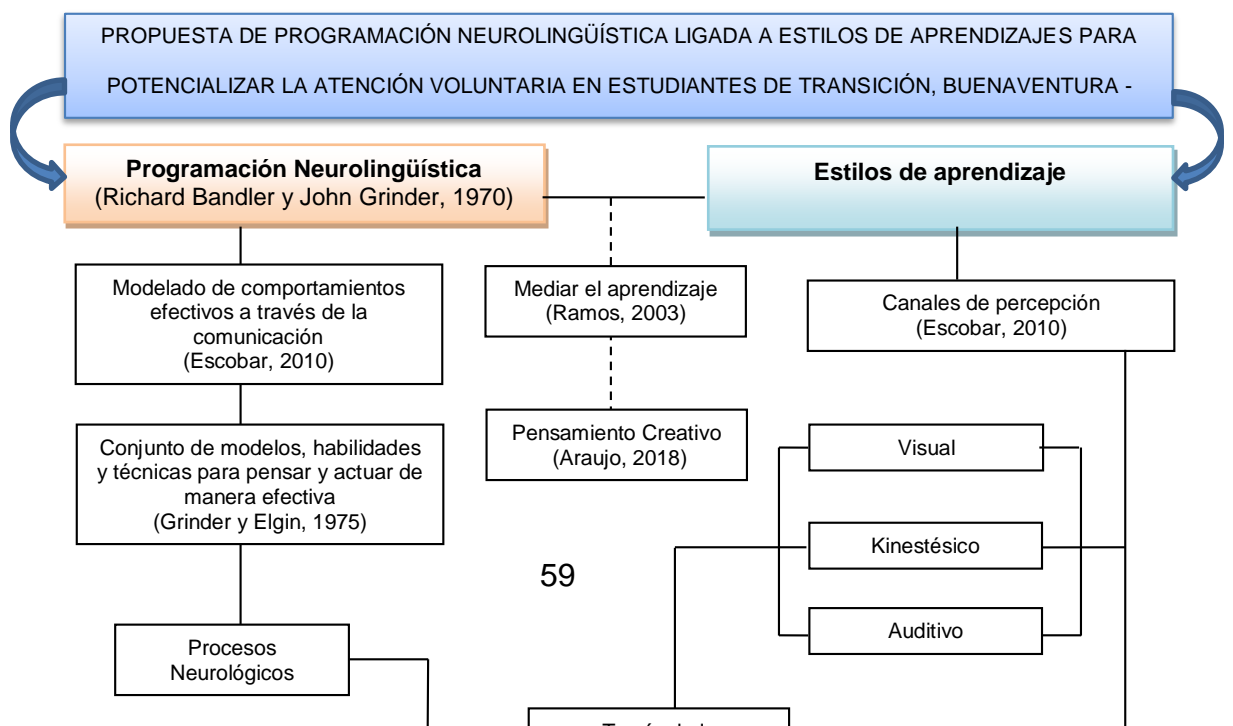 PROPUESTA DE PROGRAMACIÓN NEUROLINGÜÍSTICA LIGADA A ESTILOS DE APRENDIZAJES PARA
POTENCIALIZAR LA ATENCIÓN VOLUNTARIA EN ESTUDIANTES DE TRANSICIÓN, BUENAVENTURA -
Programación Neurolingüística
(Richard Bandler y John Grinder, 1970)
Estilos de aprendizaje
Modelado de comportamientos
efectivos a través de la
comunicación
(Escobar, 2010)
Mediar el aprendizaje
(Ramos, 2003)
Canales de percepción
(Escobar, 2010)
Conjunto de modelos, habilidades
y técnicas para pensar y actuar de
manera efectiva
(Grinder y Elgin, 1975)
Pensamiento Creativo
(Araujo, 2018)
Visual
Kinestésico
Auditivo
59
Procesos
Neurológicos